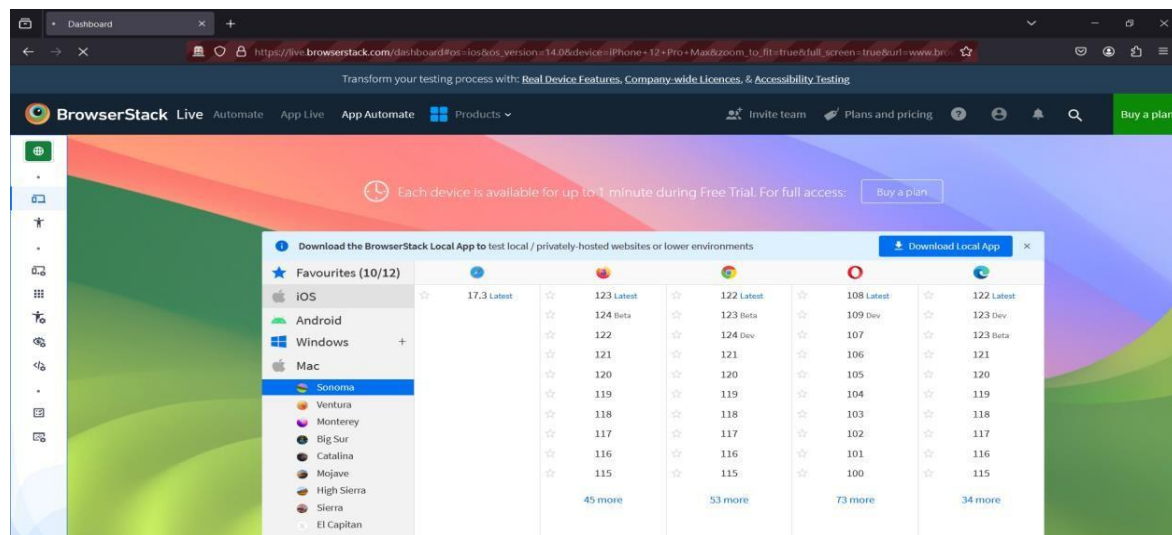 Dashboard
https://live.browserstack.com/dashboard#os=ios&os_version=14.0&device=iPhone+12+Pro+Max&zoom_to_fit=true&full_screen=true&url=www.bro
Transform your testing process with: Real Device Features, Company-wide Licences, & Accessibility Testing
BrowserStack Live Automate App Live App Automate Products Invite team Plans and pricing Buy a plan
Each device is available for up to 1 minute during Free Trial. For full access: Buy a plan
Download the BrowserStack Local App to test local / privately-hosted websites or lower environments Download Local App
Favourites (10/12)
iOS 17.3 Latest 123 Latest 122 Latest 108 Latest 122 Latest
Android 124 Beta 123 Beta 109 Dev 123 Dev
Windows + 122 124 Dev 107 123 Beta
Mac 121 121 106 121
120 120 105 120
Sonoma 119 119 104 119
Ventura 118 118 103 118
Monterey 117 117 102 117
Big Sur
Catalina 116 116 101 116
Mojave 115 115 100 115
High Sierra 45 more 53 more 73 more 34 more
Sierra
El Capitan